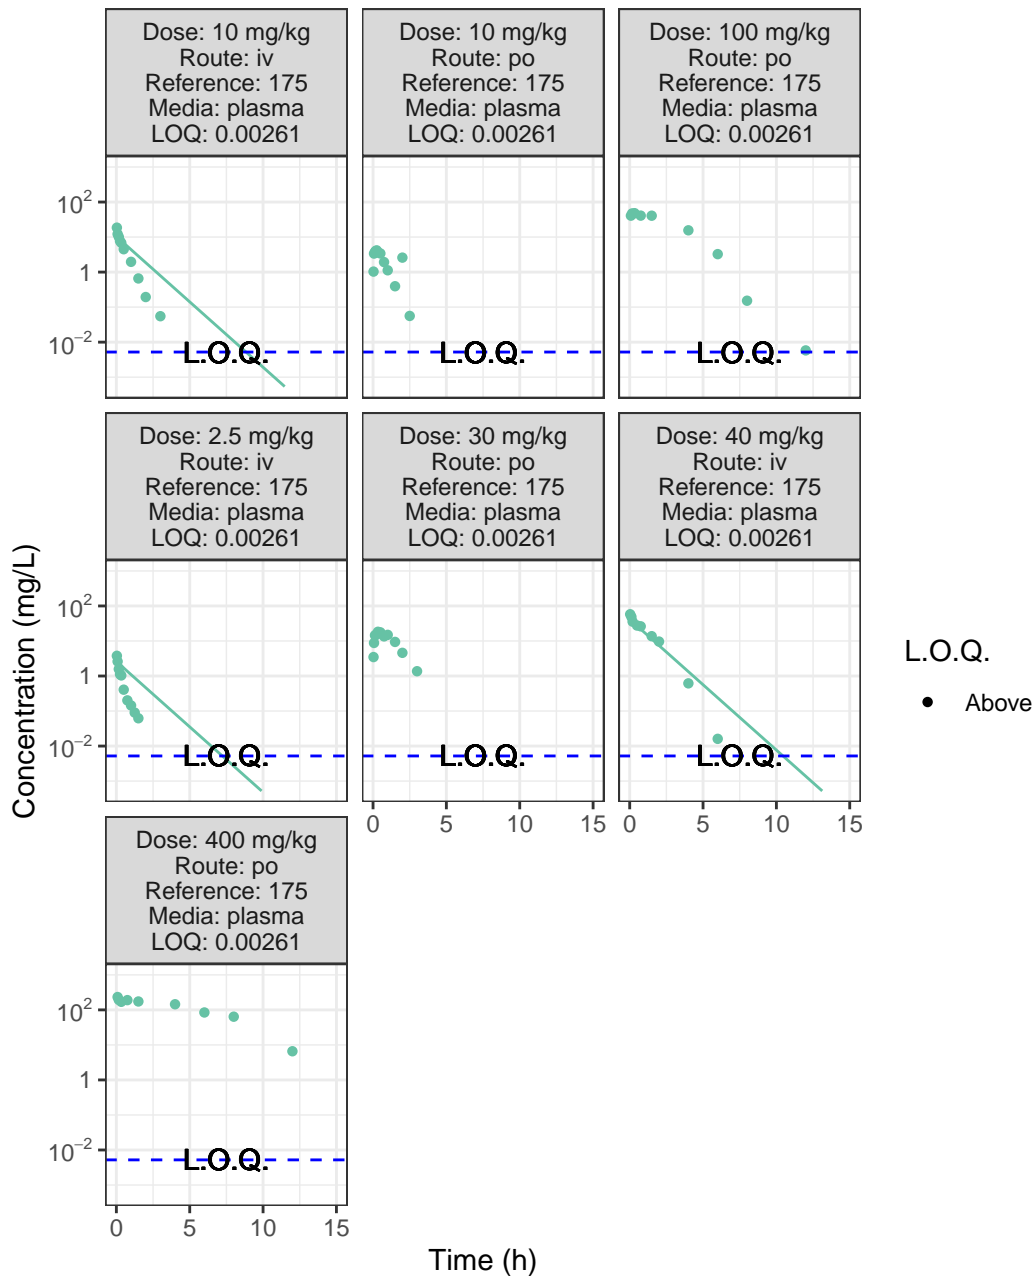 Dose: 10 mg/kg
Route: iv
Reference: 175
Media: plasma
LOQ: 0.00261
Dose: 10 mg/kg
Route: po
Reference: 175
Media: plasma
LOQ: 0.00261
Dose: 100 mg/kg
Route: po
Reference: 175
Media: plasma
LOQ: 0.00261
10²
1
10⁻²
L.O.Q.
L.O.Q.
L.O.Q.
Dose: 2.5 mg/kg
Route: iv
Reference: 175
Media: plasma
LOQ: 0.00261
Dose: 30 mg/kg
Route: po
Reference: 175
Media: plasma
LOQ: 0.00261
Dose: 40 mg/kg
Route: iv
Reference: 175
Media: plasma
LOQ: 0.00261
10²
1
10⁻²
L.O.Q.
L.O.Q.
L.O.Q.
0 5 10 15
0 5 10 15
Dose: 400 mg/kg
Route: po
Reference: 175
Media: plasma
LOQ: 0.00261
10²
1
10⁻²
L.O.Q.
0 5 10 15
Time (h)
Concentration (mg/L)
L.O.Q.
Above